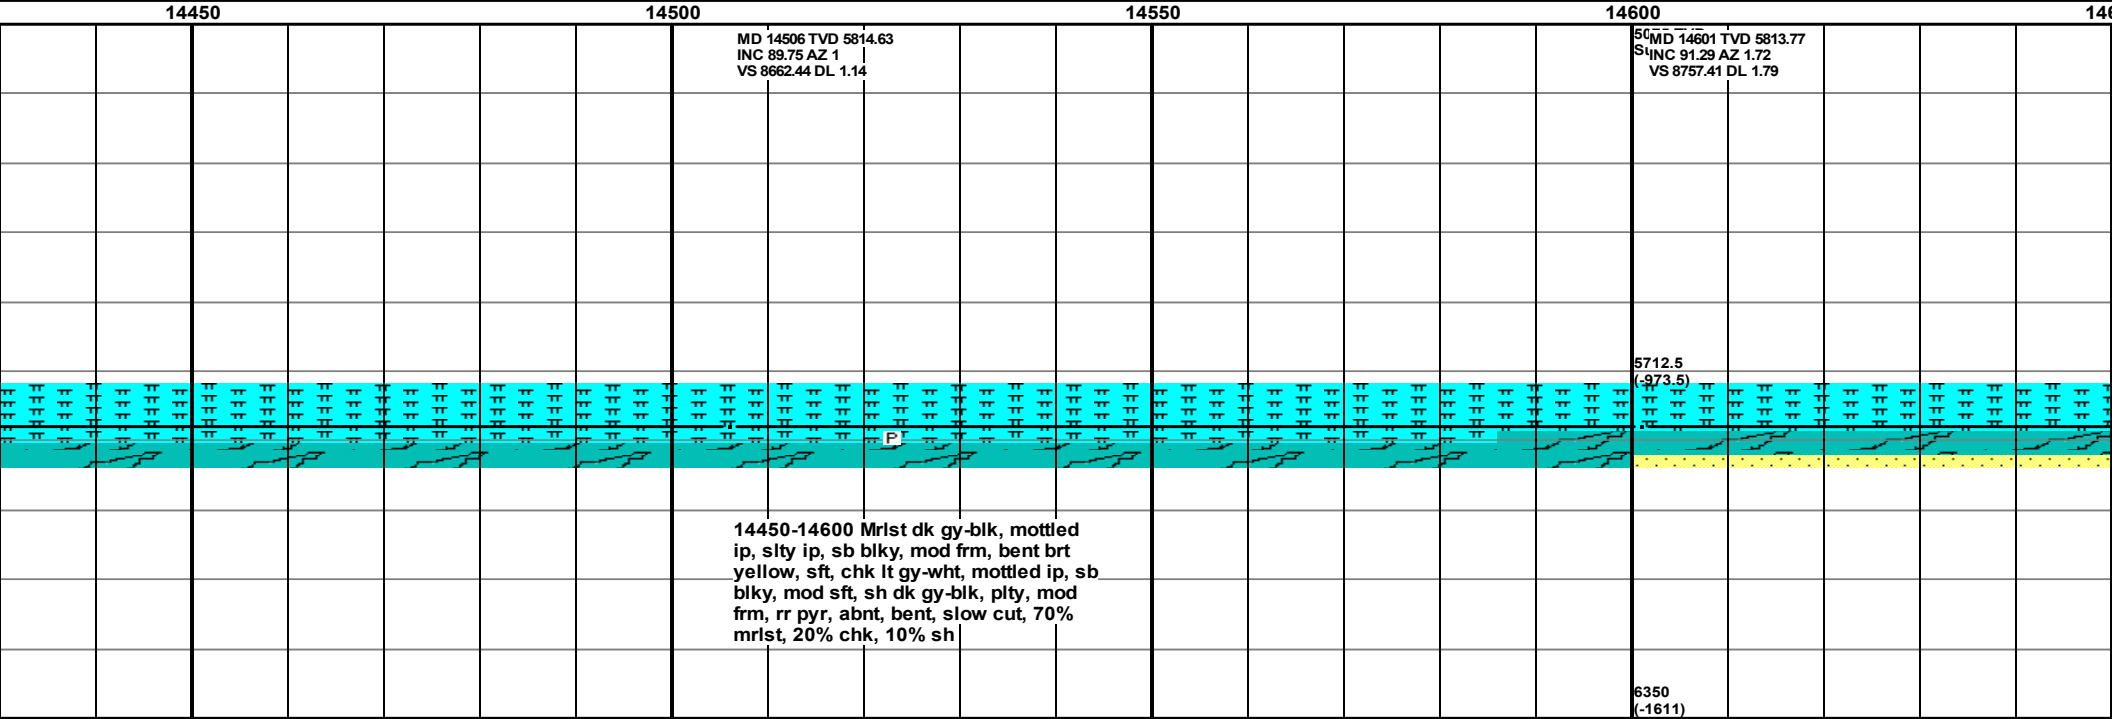 14450
14500
14550
14600
MD 14506 TVD 5814.63
INC 89.75 AZ 1
VS 8662.44 DL 1.14
MD 14601 TVD 5813.77
INC 91.29 AZ 1.72
VS 8757.41 DL 1.79
5712.5
(-973.5)
P
14450-14600 Mrlst dk gy-blk, mottled
ip, slty ip, sb blky, mod frm, bent brt
yellow, sft, chk lt gy-wht, mottled ip, sb
blky, mod sft, sh dk gy-blk, plty, mod
frm, rr pyr, abnt, bent, slow cut, 70%
mrlst, 20% chk, 10% sh
6350
(-1611)